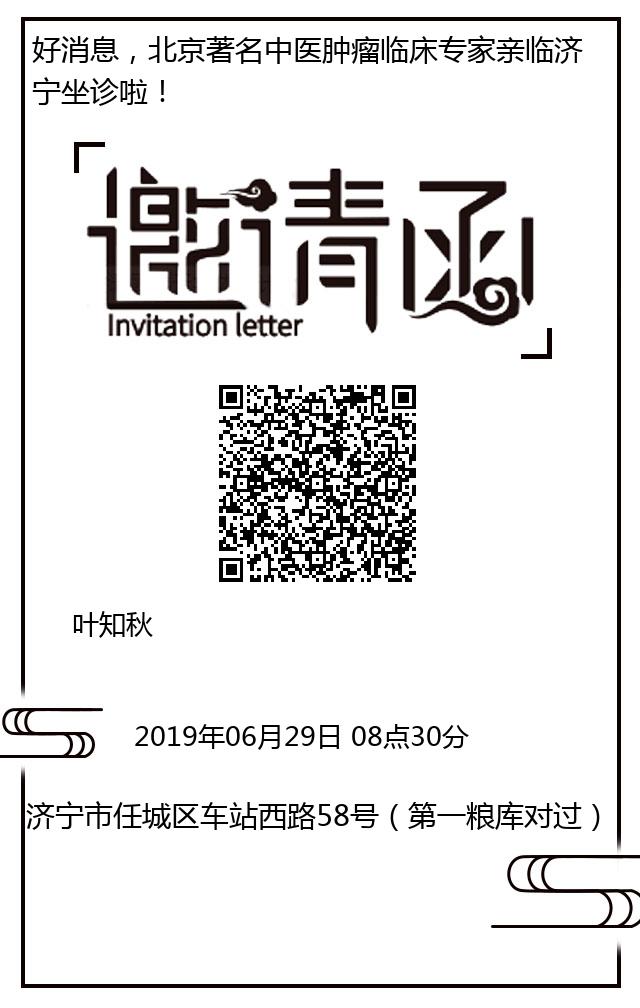 好消息，北京著名中医肿瘤临床专家亲临济
宁坐诊啦！
邀请函
Invitation letter
叶知秋
2019年06月29日 08点30分
济宁市任城区车站西路58号（第一粮库对过）